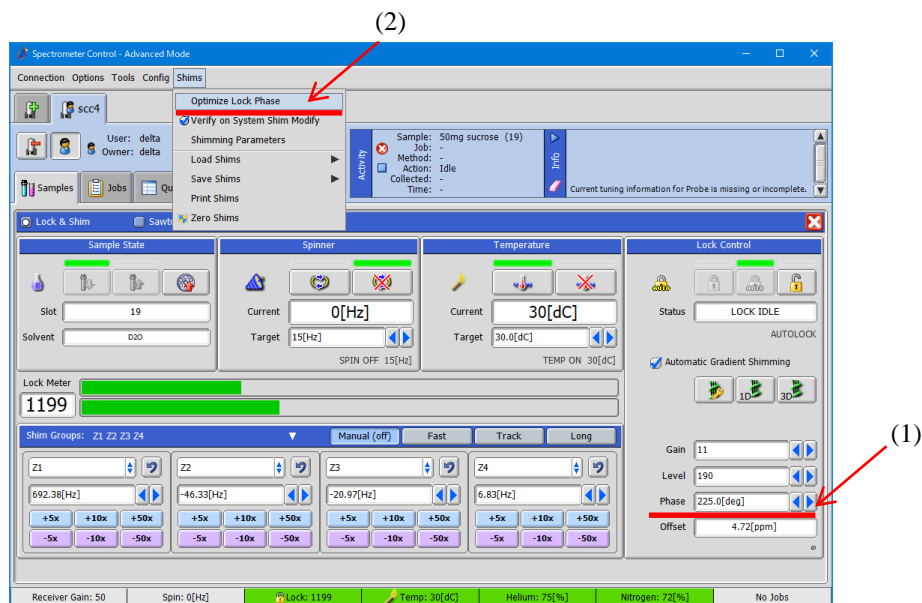 (2)
Spectrometer Control - Advanced Mode
Connection Options Tools Config Shims
scc4
Optimize Lock Phase
Verify on System Shim Modify
Shimming Parameters
Load Shims
Save Shims
Print Shims
Zero Shims
User: delta
Owner: delta
Activity
Sample: 50mg sucrose (19)
Job: -
Method: -
Action: Idle
Collected: -
Time: -
Info
Current tuning information for Probe is missing or incomplete.
Samples Jobs Qu
Lock & Shim Sawt
Sample State Spinner Temperature Lock Control
Slot 19
Solvent D2O
Current 0[Hz]
Target 15[Hz]
SPIN OFF 15[Hz]
Current 30[dC]
Target 30.0[dC]
TEMP ON 30[dC]
Status LOCK IDLE
AUTOLOCK
Automatic Gradient Shimming
1D 3D
Lock Meter
1199
Shim Groups: Z1 Z2 Z3 Z4 Manual (off) Fast Track Long
Z1 Z2 Z3 Z4
692.38[Hz] -46.33[Hz] -20.97[Hz] 6.83[Hz]
+5x +10x +50x +5x +10x +50x +5x +10x +50x +5x +10x +50x
-5x -10x -50x -5x -10x -50x -5x -10x -50x -5x -10x -50x
Gain 11
Level 190
Phase 225.0[deg]
Offset 4.72[ppm]
(1)
Receiver Gain: 50 Spin: 0[Hz] Lock: 1199 Temp: 30[dC] Helium: 75[%] Nitrogen: 72[%] No Jobs